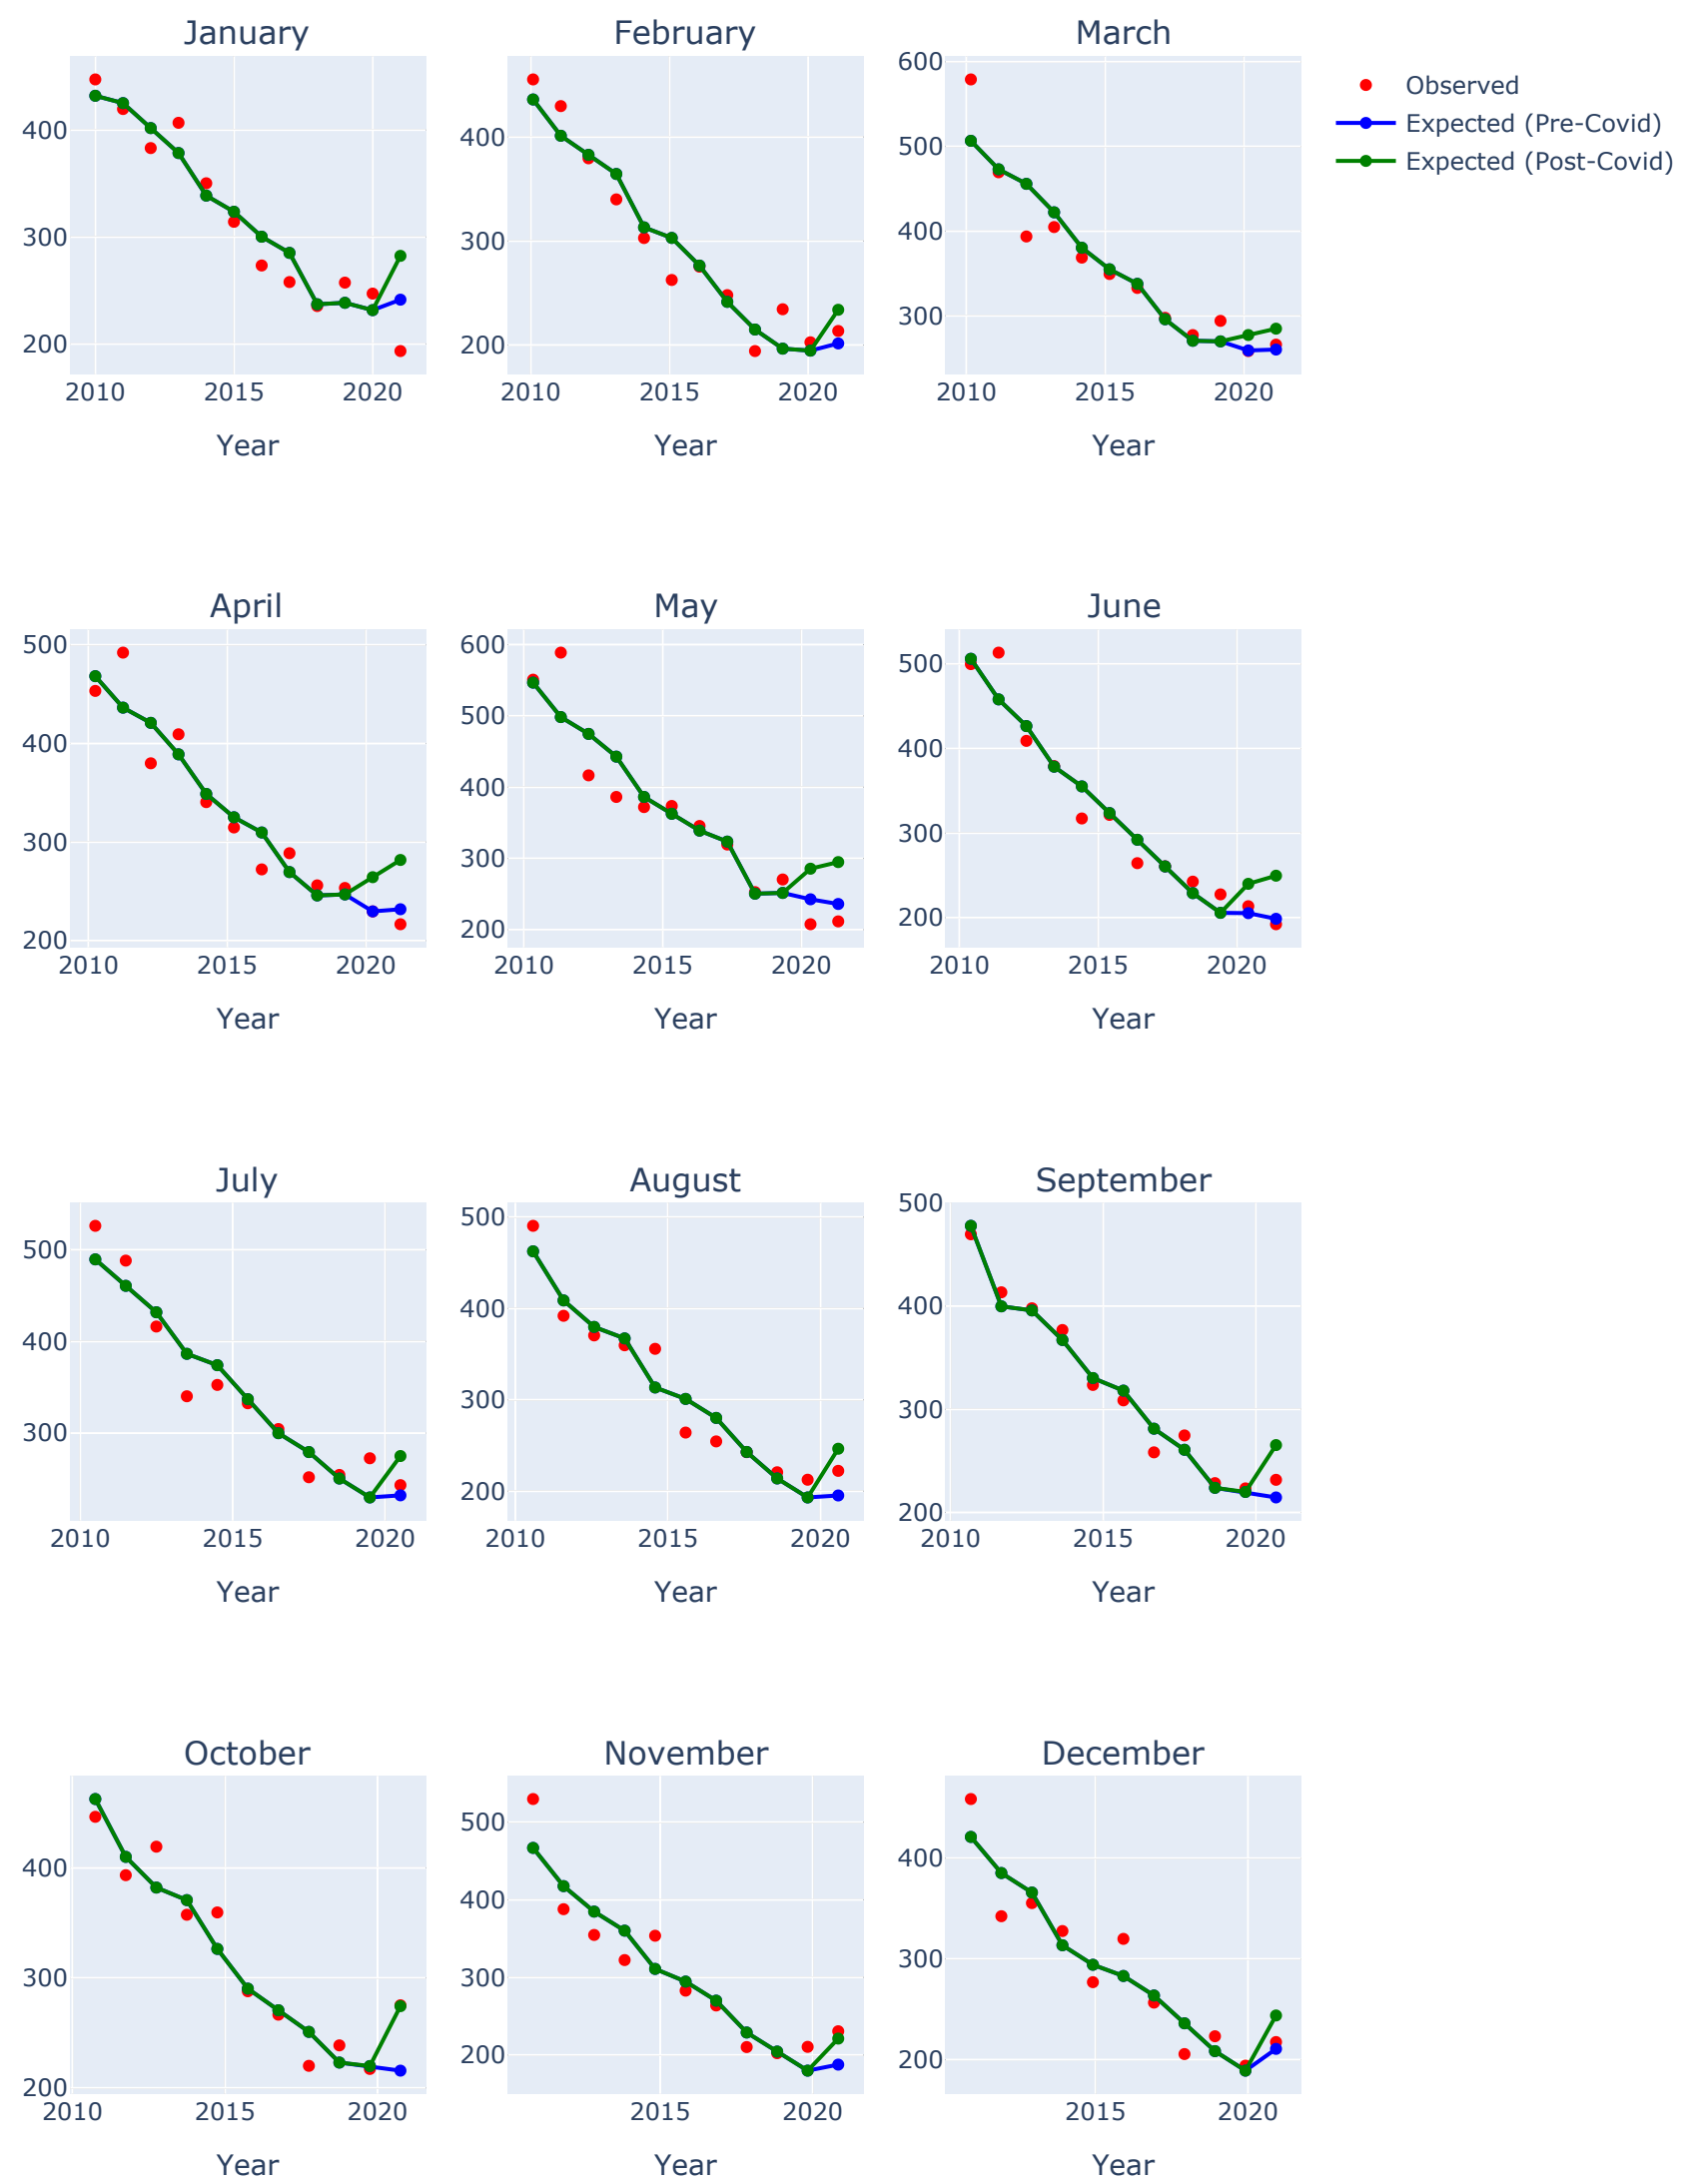 January
February
March
400
300
200
2010
2015
2020
Year
400
300
200
2010
2015
2020
Year
600
500
400
300
2010
2015
2020
Year
Observed
Expected (Pre-Covid)
Expected (Post-Covid)
April
May
June
500
400
300
200
2010
2015
2020
Year
600
500
400
300
200
2010
2015
2020
Year
500
400
300
200
2010
2015
2020
Year
July
August
September
500
400
300
2010
2015
2020
Year
500
400
300
200
2010
2015
2020
Year
500
400
300
200
2010
2015
2020
Year
October
November
December
400
300
200
2010
2015
2020
Year
500
400
300
200
2015
2020
Year
400
300
200
2015
2020
Year